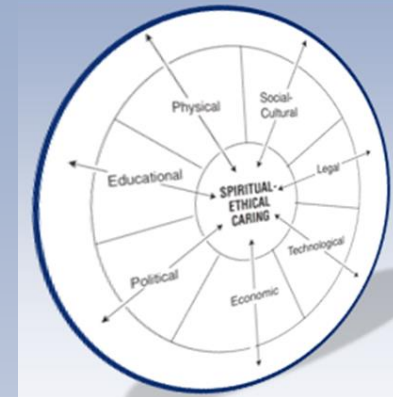 Physical
Social-
Cultural
Educational
Legal
SPIRITUAL-
ETHICAL
CARING
Technological
Political
Economic